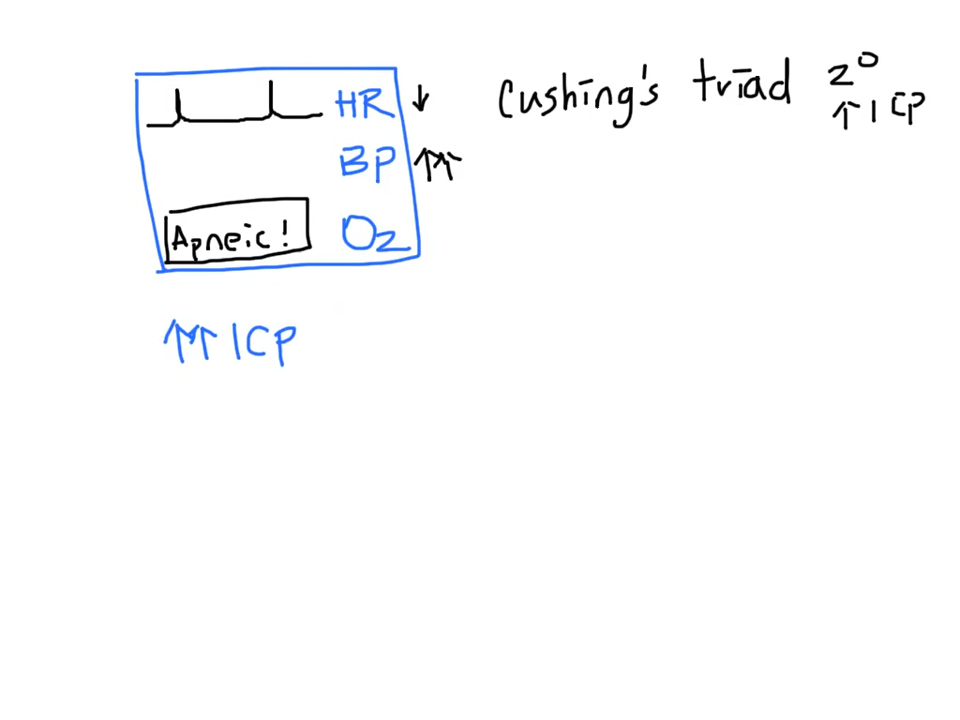 HR ↓
BP ↑↑
Apneic! O2
Cushing's triad 2°
↑ICP
↑↑ ICP